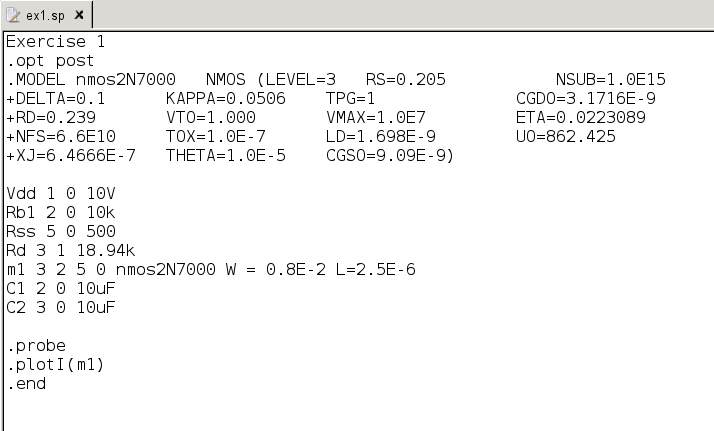 ex1.sp ✗
Exercise 1
.opt post
.MODEL nmos2N7000 NMOS (LEVEL=3 RS=0.205 NSUB=1.0E15
+DELTA=0.1 KAPPA=0.0506 TPG=1 CGDO=3.1716E-9
+RD=0.239 VTO=1.000 VMAX=1.0E7 ETA=0.0223089
+NFS=6.6E10 TOX=1.0E-7 LD=1.698E-9 UO=862.425
+XJ=6.4666E-7 THETA=1.0E-5 CGSO=9.09E-9)
Vdd 1 0 10V
Rb1 2 0 10k
Rss 5 0 500
Rd 3 1 18.94k
m1 3 2 5 0 nmos2N7000 W = 0.8E-2 L=2.5E-6
C1 2 0 10uF
C2 3 0 10uF
.probe
.plotI(m1)
.end